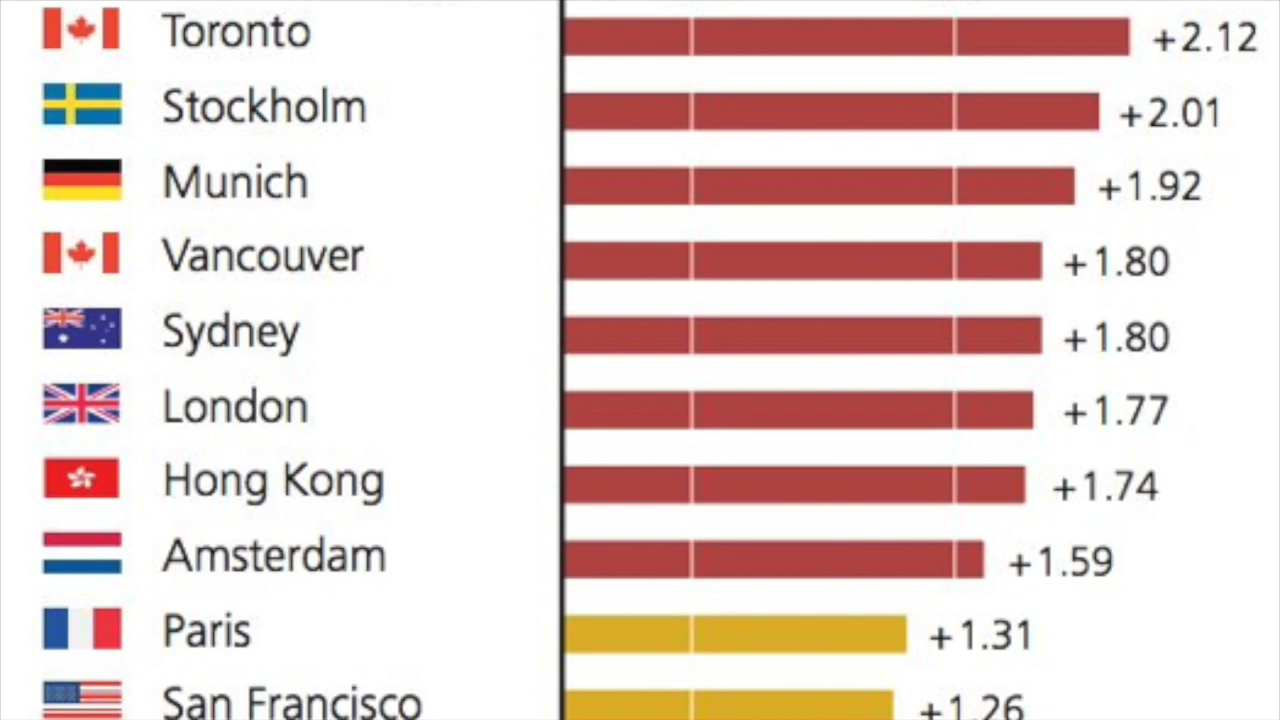 Toronto +2.12
Stockholm +2.01
Munich +1.92
Vancouver +1.80
Sydney +1.80
London +1.77
Hong Kong +1.74
Amsterdam +1.59
Paris +1.31
San Francisco +1.26